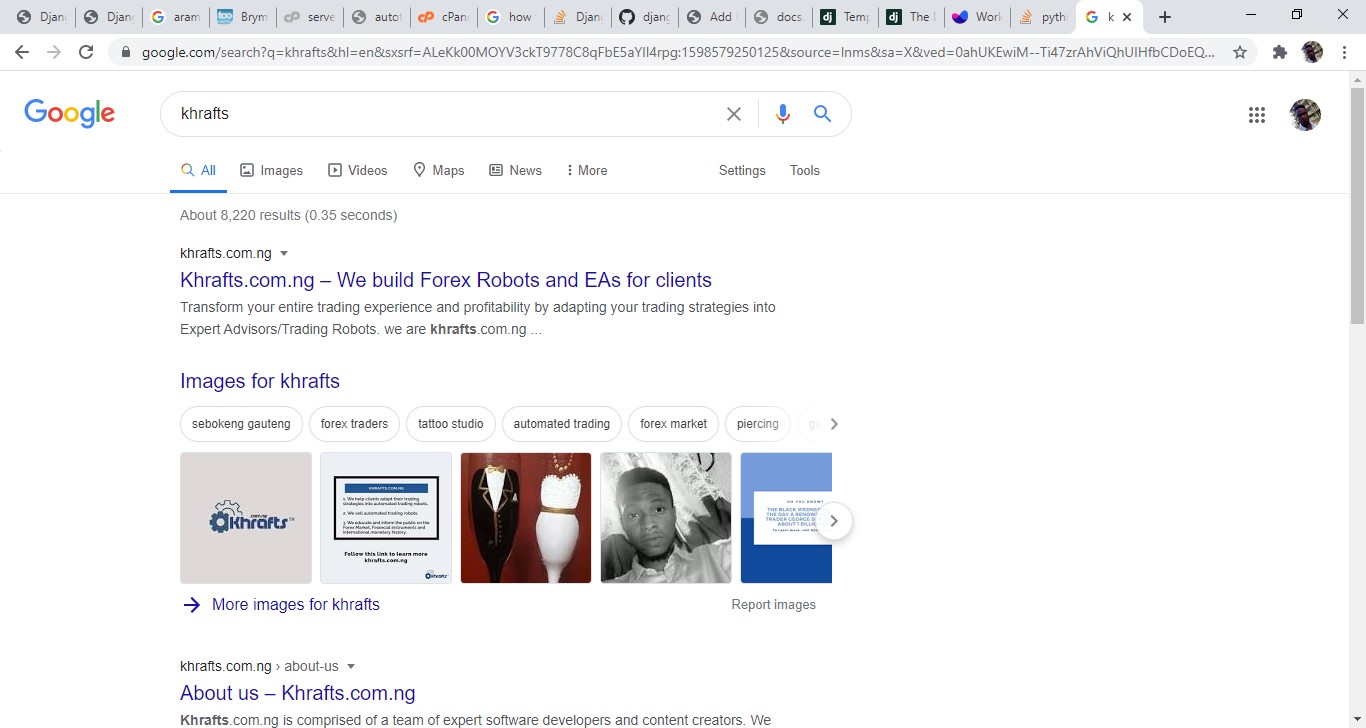 Djang
Djang
aram
Brym
serve
autot
cPan
how
Djan
djang
Add
docs.
Temp
The D
Work
pytho
k
google.com/search?q=khrafts&hl=en&sxsrf=ALeKk00MOYV3ckT9778C8qFbE5aYlI4rpg:1598579250125&source=lnms&sa=X&ved=0ahUKEwiM--Ti47zrAhViQhUIHfbCDoEQ...
Google
khrafts
All Images Videos Maps News More Settings Tools
About 8,220 results (0.35 seconds)
khrafts.com.ng
Khrafts.com.ng – We build Forex Robots and EAs for clients
Transform your entire trading experience and profitability by adapting your trading strategies into
Expert Advisors/Trading Robots. we are khrafts.com.ng ...
Images for khrafts
sebokeng gauteng forex traders tattoo studio automated trading forex market piercing
.com.ng
Khrafts
KHRAFTS.COM.NG
1. We help clients adapt their trading
strategies into automated trading robots.
2. We sell automated trading robots.
3. We educate and inform the public on the
Forex Market, Financial Instruments and
International monetary history.
Follow this link to learn more
khrafts.com.ng
Khrafts
DO YOU KNOW?
THE BLACK WEDNES
THE DAY A RENOW
TRADER GEORGE S
ABOUT 1 BILLI
More images for khrafts
Report images
khrafts.com.ng › about-us
About us – Khrafts.com.ng
Khrafts.com.ng is comprised of a team of expert software developers and content creators. We